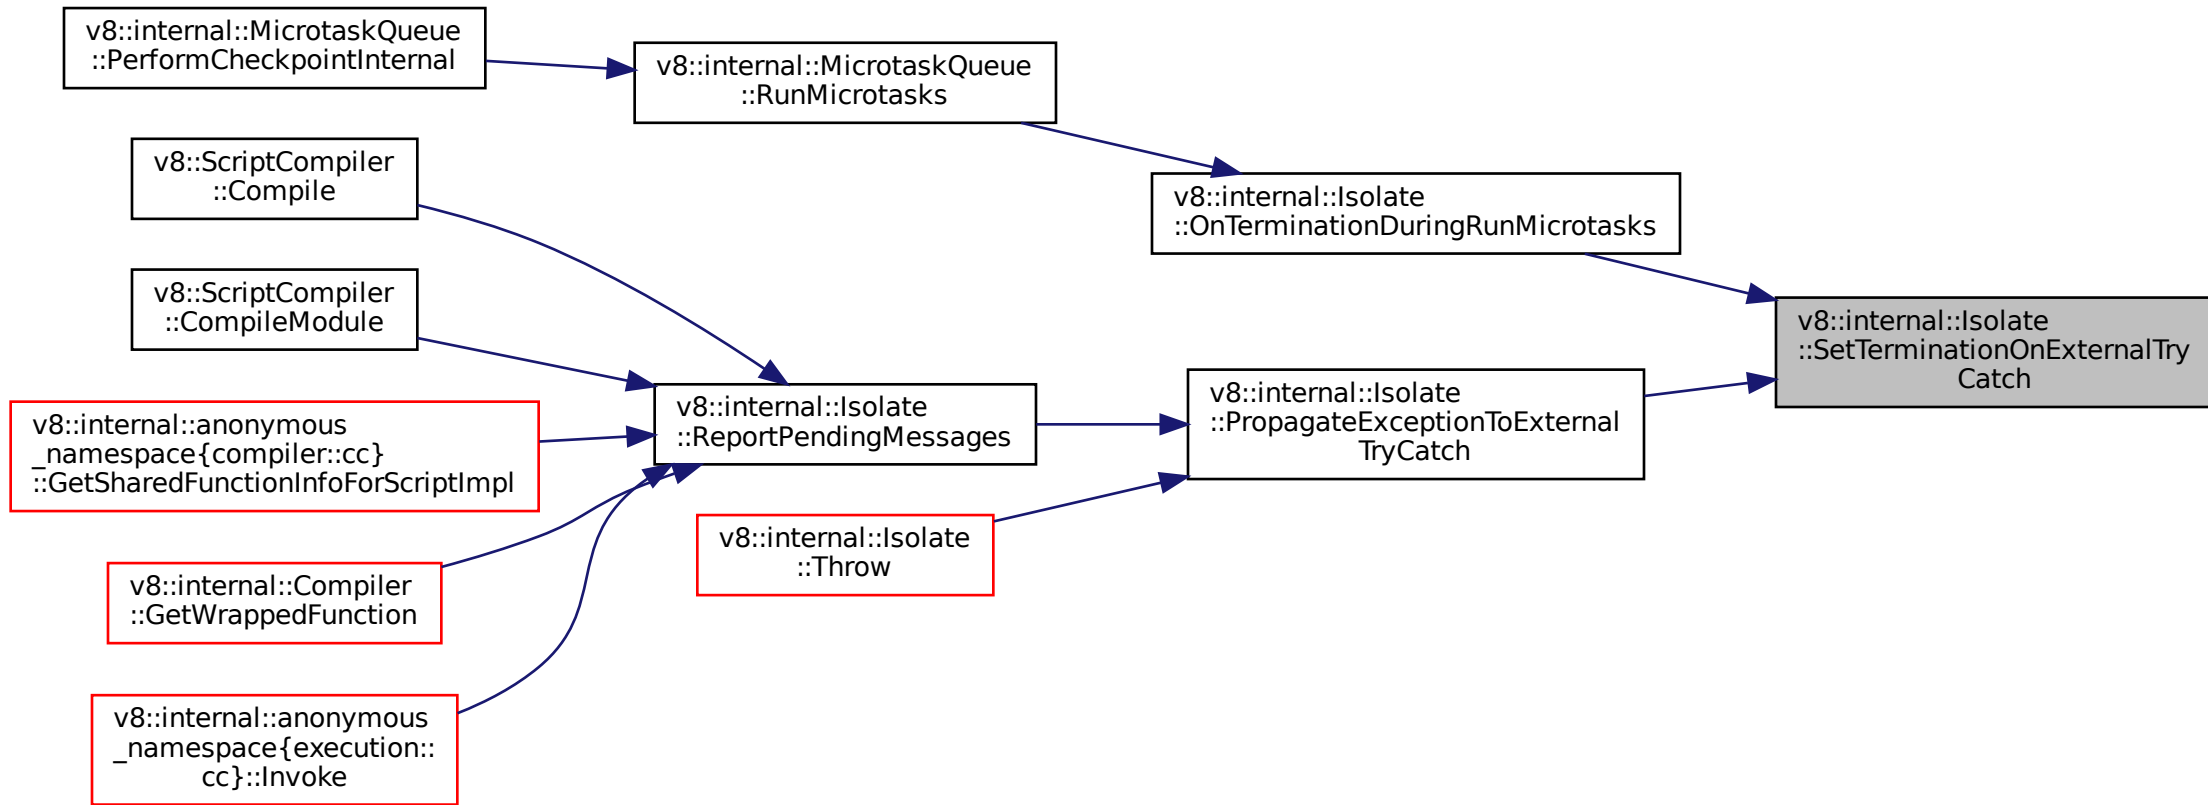 v8::internal::MicrotaskQueue
::PerformCheckpointInternal
v8::internal::MicrotaskQueue
::RunMicrotasks
v8::ScriptCompiler
::Compile
v8::internal::Isolate
::OnTerminationDuringRunMicrotasks
v8::ScriptCompiler
::CompileModule
v8::internal::Isolate
::SetTerminationOnExternalTry
Catch
v8::internal::Isolate
::ReportPendingMessages
v8::internal::Isolate
::PropagateExceptionToExternal
TryCatch
v8::internal::anonymous
_namespace{compiler::cc}
::GetSharedFunctionInfoForScriptImpl
v8::internal::Isolate
::Throw
v8::internal::Compiler
::GetWrappedFunction
v8::internal::anonymous
_namespace{execution::
cc}::Invoke